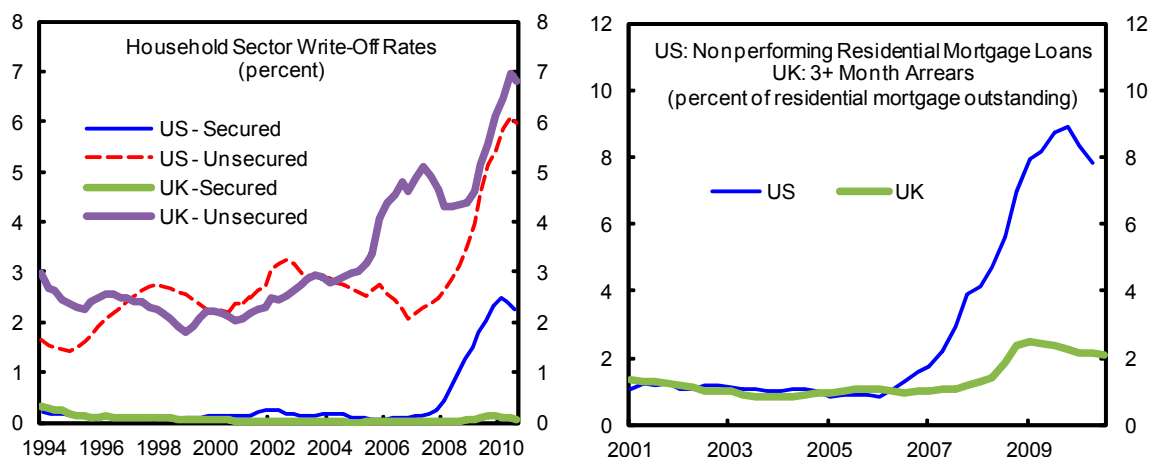 Household Sector Write-Off Rates
(percent)
US - Secured
US - Unsecured
UK -Secured
UK - Unsecured
8
7
6
5
4
3
2
1
0
8
7
6
5
4
3
2
1
0
1994 1996 1998 2000 2002 2004 2006 2008 2010
US: Nonperforming Residential Mortgage Loans
UK: 3+ Month Arrears
(percent of residential mortgage outstanding)
US UK
12
10
8
6
4
2
0
12
10
8
6
4
2
0
2001 2003 2005 2007 2009